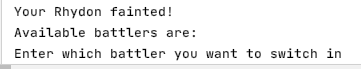 Your Rhydon fainted!
Available battlers are:
Enter which battler you want to switch in